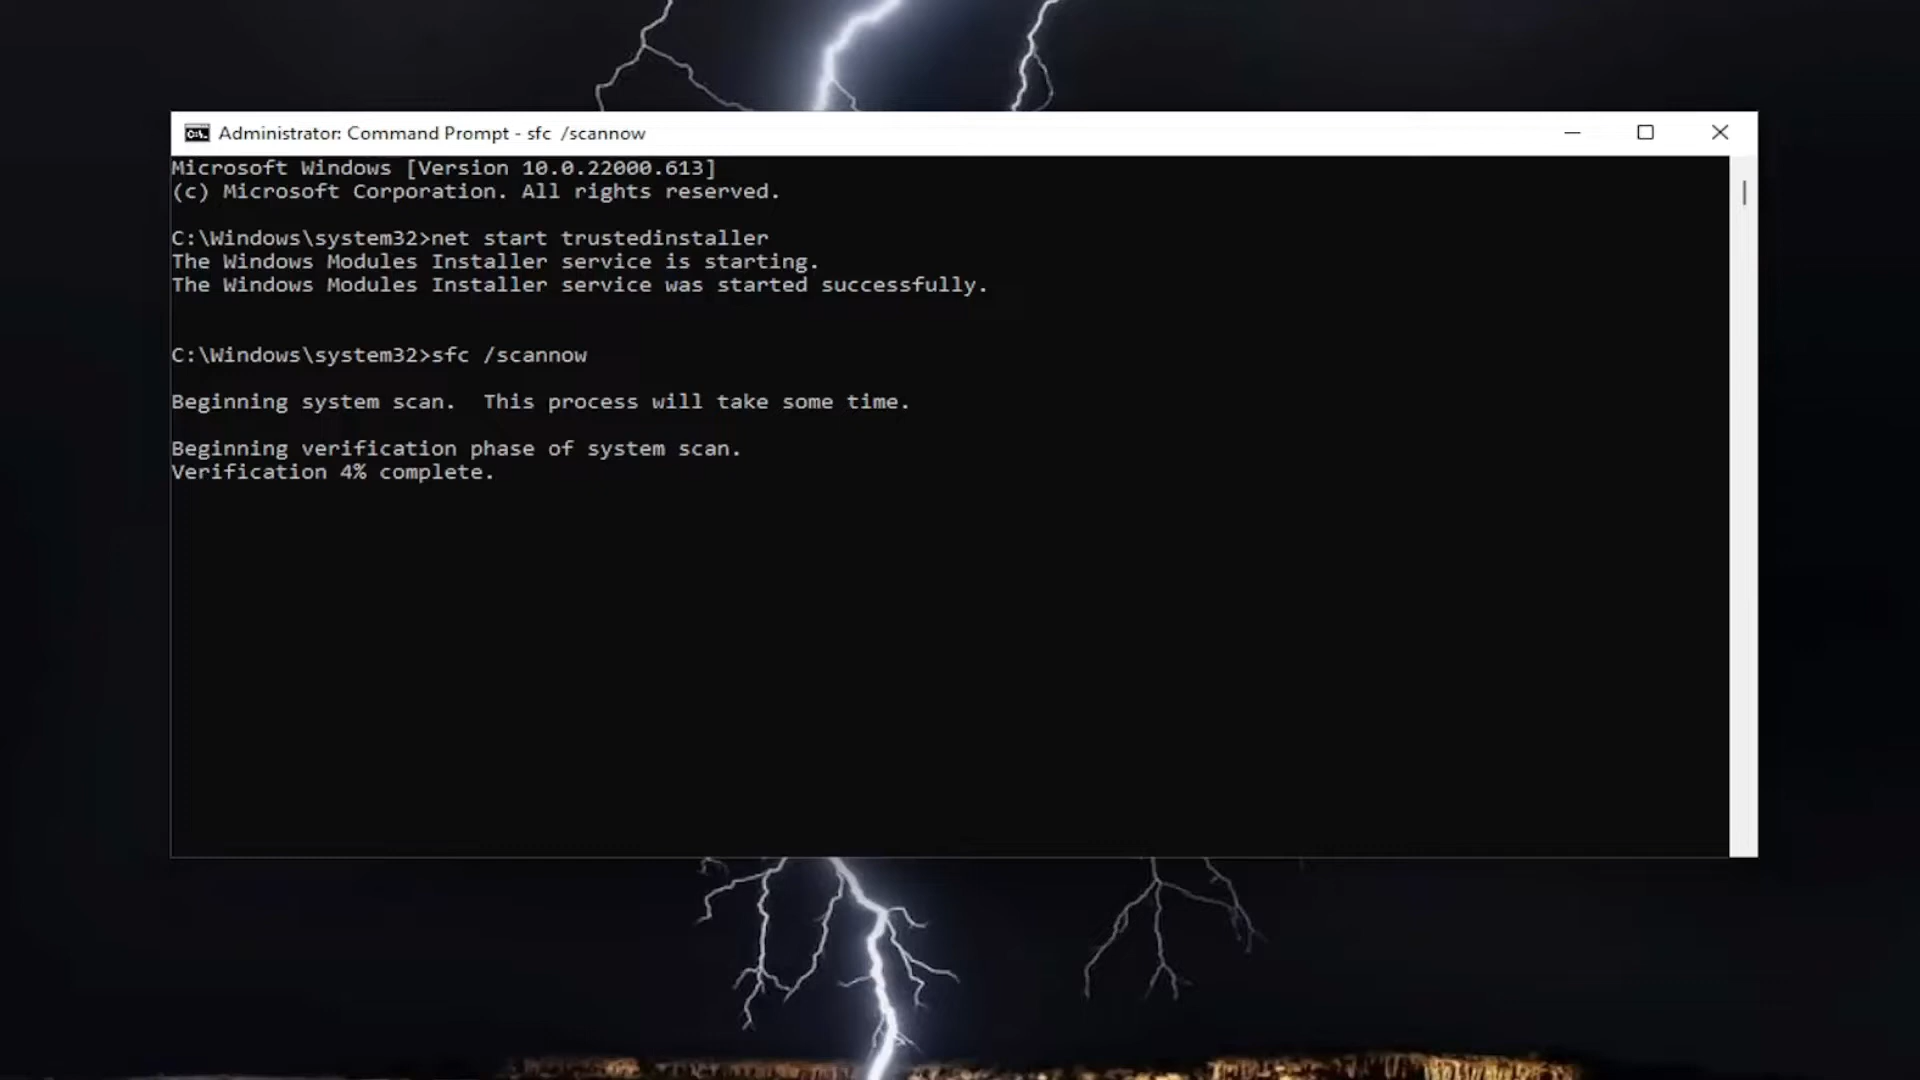 Administrator: Command Prompt - sfc  /scannow
Microsoft Windows [Version 10.0.22000.613]
(c) Microsoft Corporation. All rights reserved.
C:\Windows\system32>net start trustedinstaller
The Windows Modules Installer service is starting.
The Windows Modules Installer service was started successfully.
C:\Windows\system32>sfc /scannow
Beginning system scan.  This process will take some time.
Beginning verification phase of system scan.
Verification 4% complete.